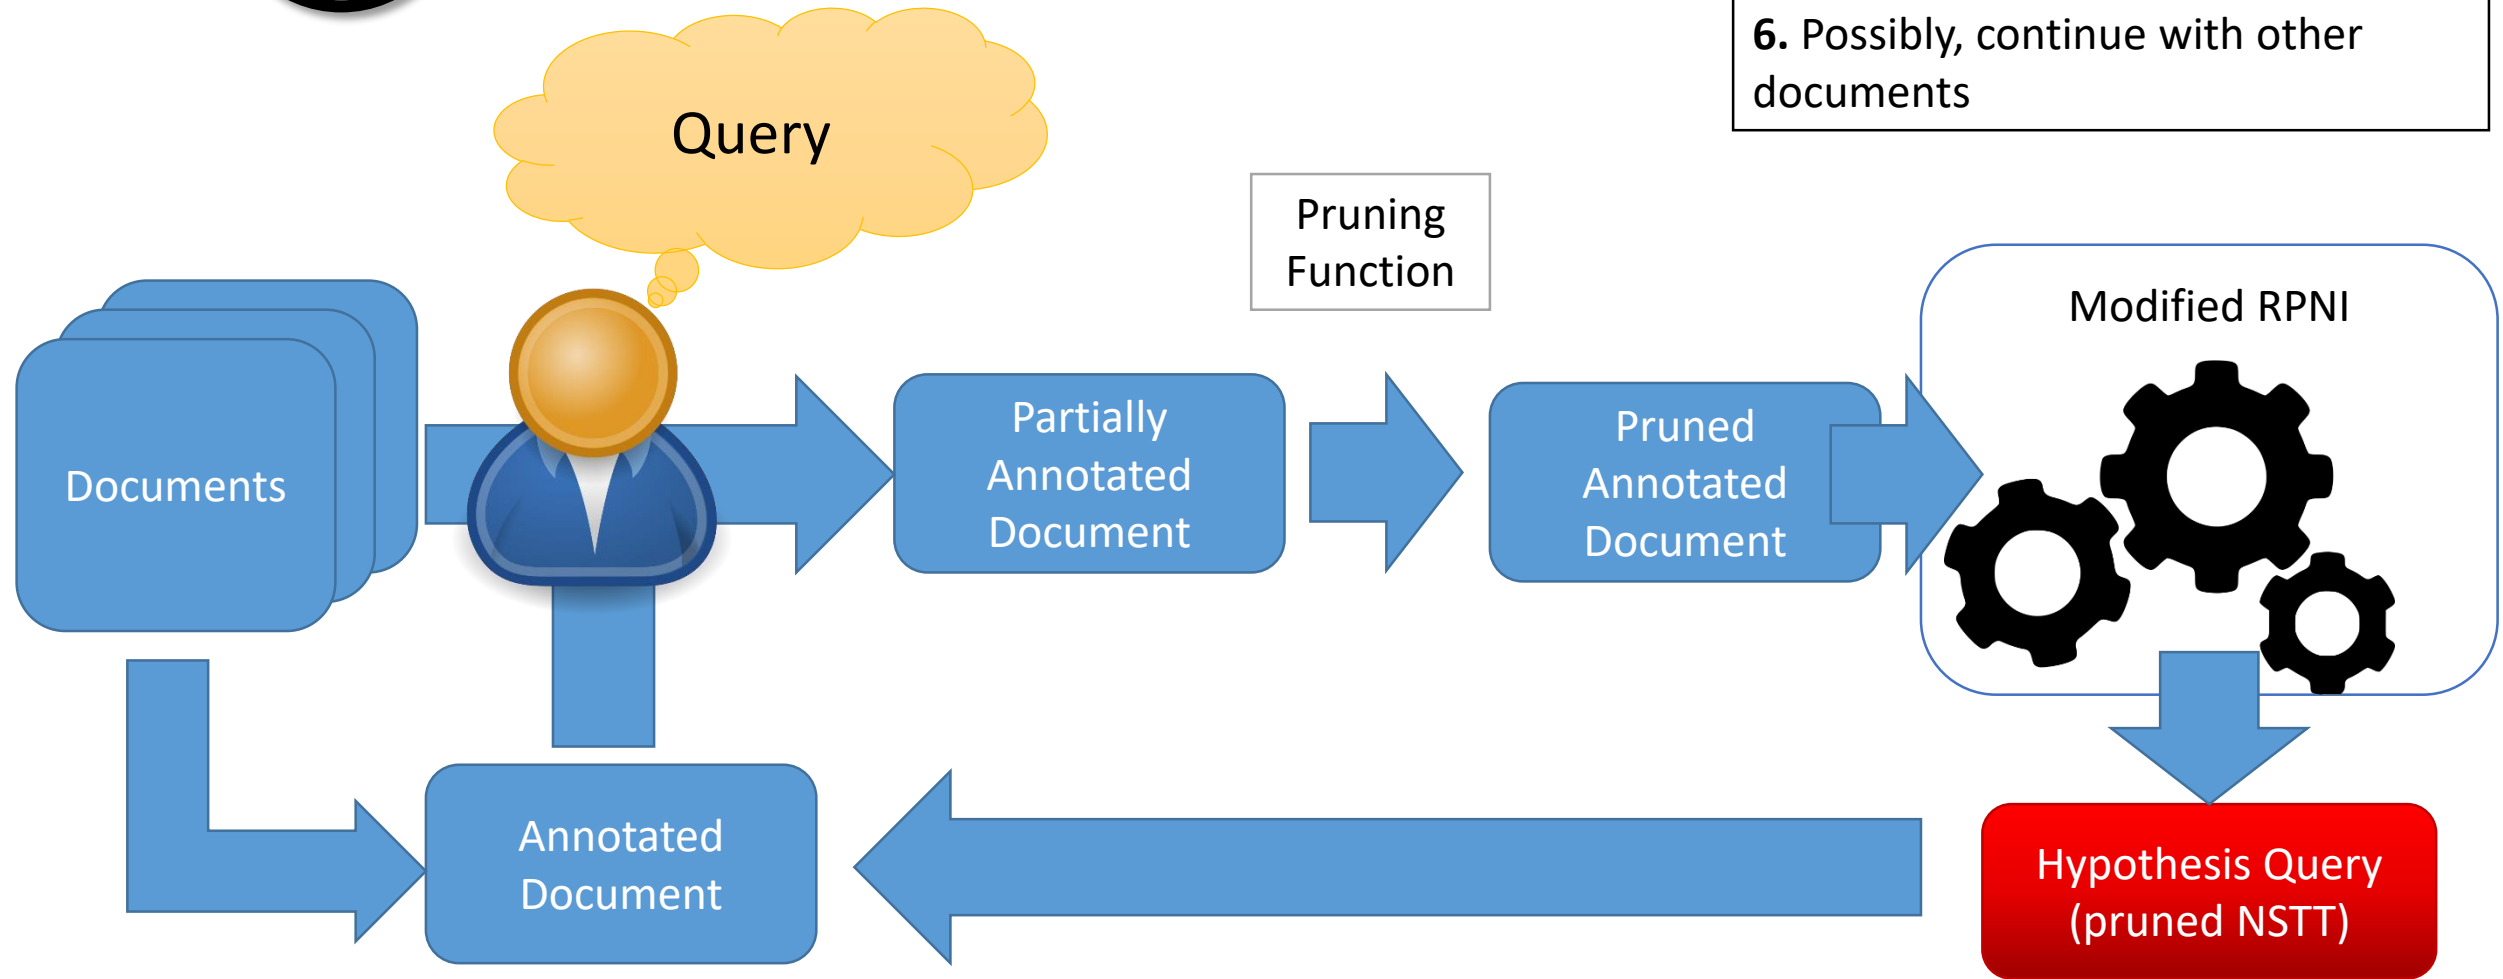 6. Possibly, continue with other
documents
Query
Pruning
Function
Modified RPNI
Documents
Partially
Annotated
Document
Pruned
Annotated
Document
Annotated
Document
Hypothesis Query
(pruned NSTT)